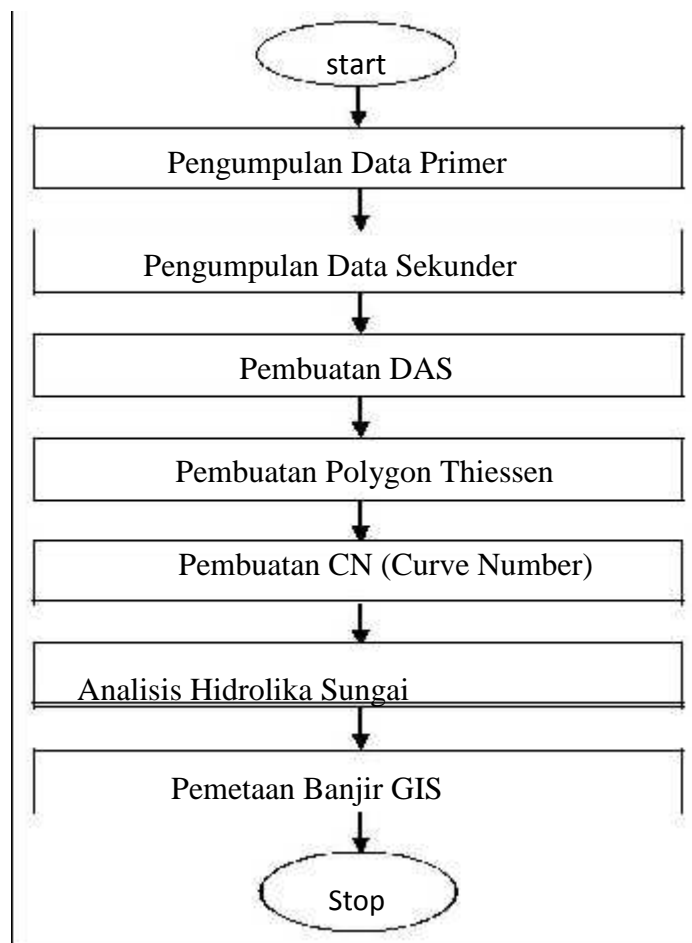 start
Pengumpulan Data Primer
Pengumpulan Data Sekunder
Pembuatan DAS
Pembuatan Polygon Thiessen
Pembuatan CN (Curve Number)
Analisis Hidrolika Sungai
Pemetaan Banjir GIS
Stop